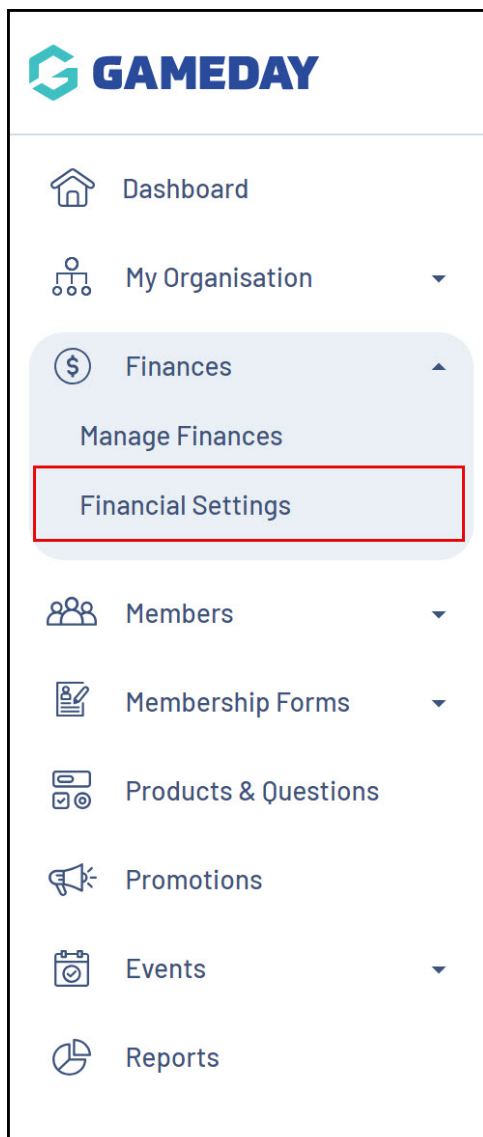 GAMEDAY
Dashboard
My Organisation
Finances
Manage Finances
Financial Settings
Members
Membership Forms
Products & Questions
Promotions
Events
Reports